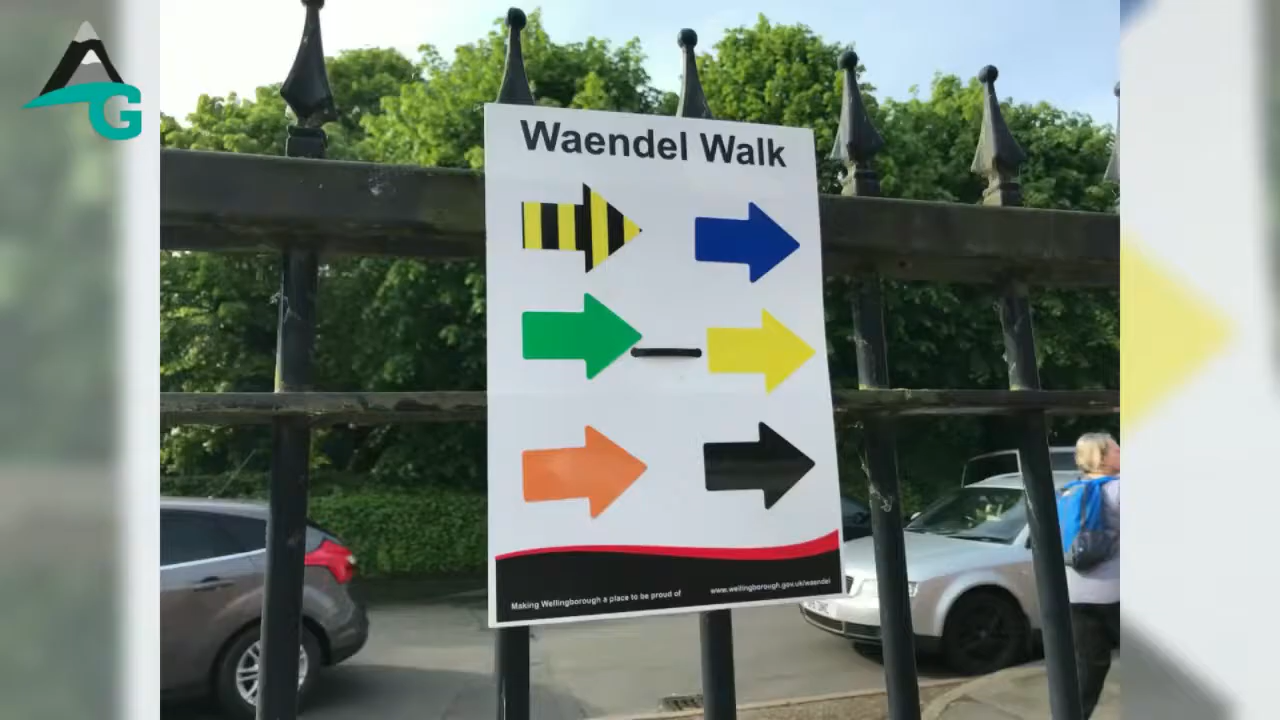 G
Waendel Walk
Making Wellingborough a place to be proud of
www.wellingborough.gov.uk/waendel